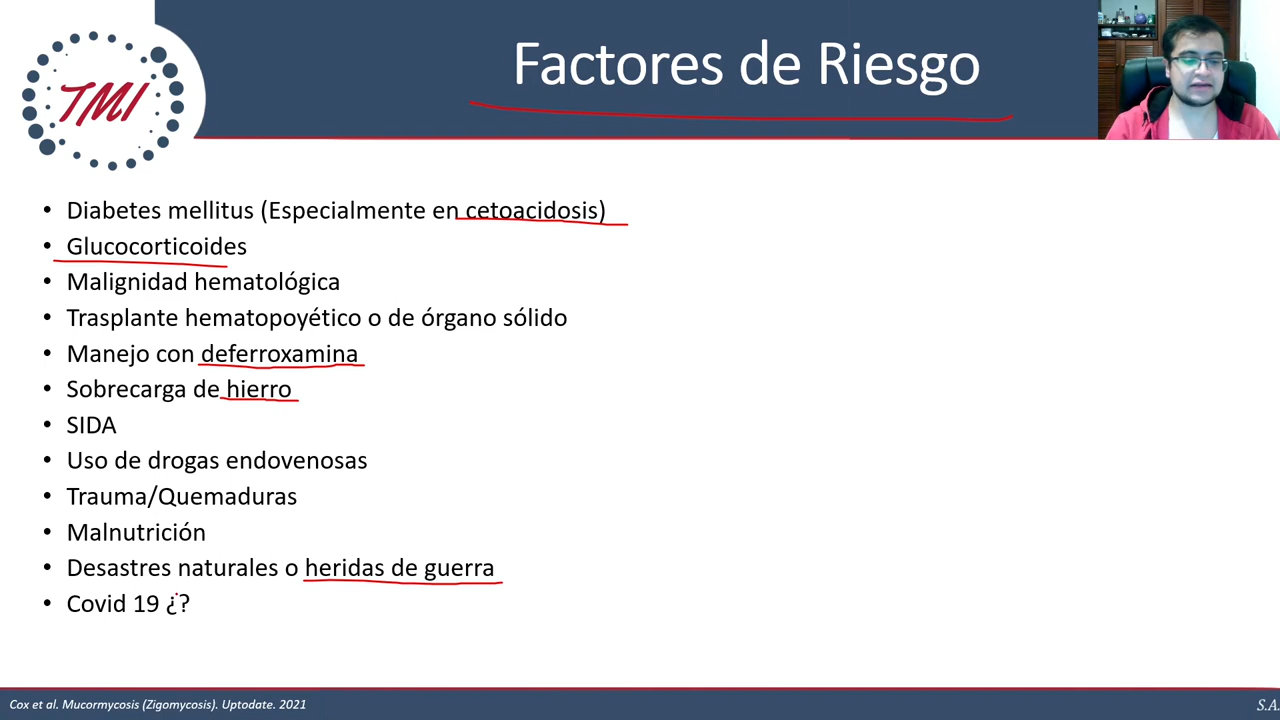 TMI
Factores de Riesgo
• Diabetes mellitus (Especialmente en cetoacidosis)
• Glucocorticoides
• Malignidad hematológica
• Trasplante hematopoyético o de órgano sólido
• Manejo con deferroxamina
• Sobrecarga de hierro
• SIDA
• Uso de drogas endovenosas
• Trauma/Quemaduras
• Malnutrición
• Desastres naturales o heridas de guerra
• Covid 19 ¿?
Cox et al. Mucormycosis (Zigomycosis). Uptodate. 2021
S.A.